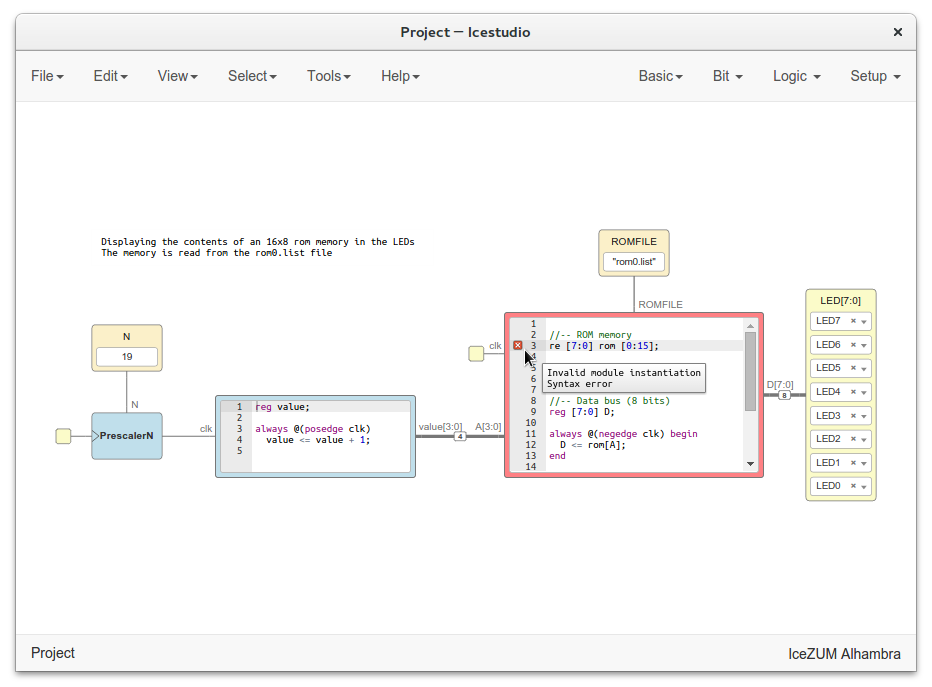 Project – Icestudio
File Edit View Select Tools Help Basic Bit Logic Setup
Displaying the contents of an 16x8 rom memory in the LEDs
The memory is read from the rom0.list file
ROMFILE
"rom0.list"
ROMFILE
N
19
N
PrescalerN
clk
1 reg value;
2
3 always @(posedge clk)
4 value <= value + 1;
5
value[3:0]
4
A[3:0]
clk
1
2 //-- ROM memory
3 re [7:0] rom [0:15];
4
5
6
7
8 //-- Data bus (8 bits)
9 reg [7:0] D;
10
11 always @(negedge clk) begin
12 D <= rom[A];
13 end
14
Invalid module instantiation
Syntax error
D[7:0]
8
LED[7:0]
LED7
LED6
LED5
LED4
LED3
LED2
LED1
LED0
Project
IceZUM Alhambra